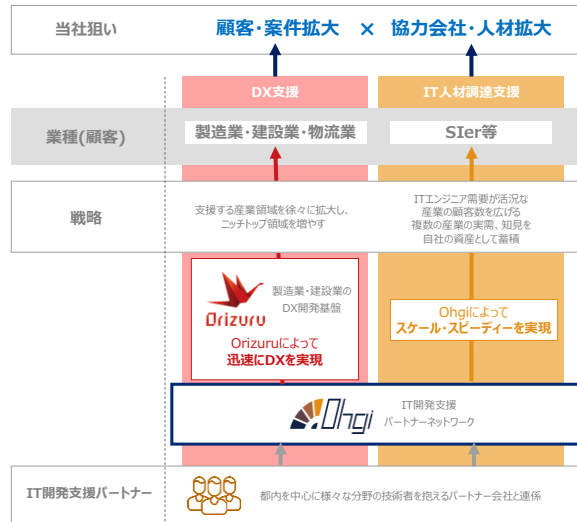 当社狙い
顧客・案件拡大 × 協力会社・人材拡大
DX支援
IT人材調達支援
業種(顧客)
製造業・建設業・物流業
SIer等
戦略
支援する産業領域を徐々に拡大し、
ニッチトップ領域を増やす
ITエンジニア需要が活況な
産業の顧客数を広げる
複数の産業の実需、知見を
自社の資産として蓄積
Orizuru
製造業・建設業の
DX開発基盤
Orizuruによって
迅速にDXを実現
Ohgiによって
スケール・スピーディーを実現
Ohgi
IT開発支援
パートナーネットワーク
IT開発支援パートナー
都内を中心に様々な分野の技術者を抱えるパートナー会社と連係